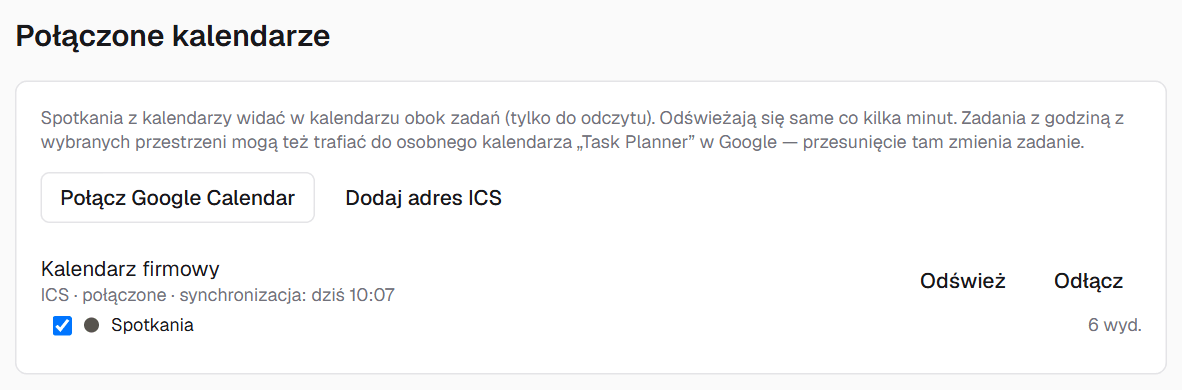 Połączone kalendarze
Spotkania z kalendarzy widać w kalendarzu obok zadań (tylko do odczytu). Odświeżają się same co kilka minut. Zadania z godziną z
wybranych przestrzeni mogą też trafiać do osobnego kalendarza „Task Planner” w Google — przesunięcie tam zmienia zadanie.
Połącz Google Calendar
Dodaj adres ICS
Kalendarz firmowy
ICS · połączone · synchronizacja: dziś 10:07
Odśwież
Odłącz
Spotkania
6 wyd.